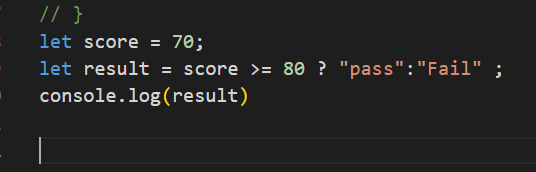 // }
let score = 70;
let result = score >= 80 ? "pass":"Fail" ;
console.log(result)